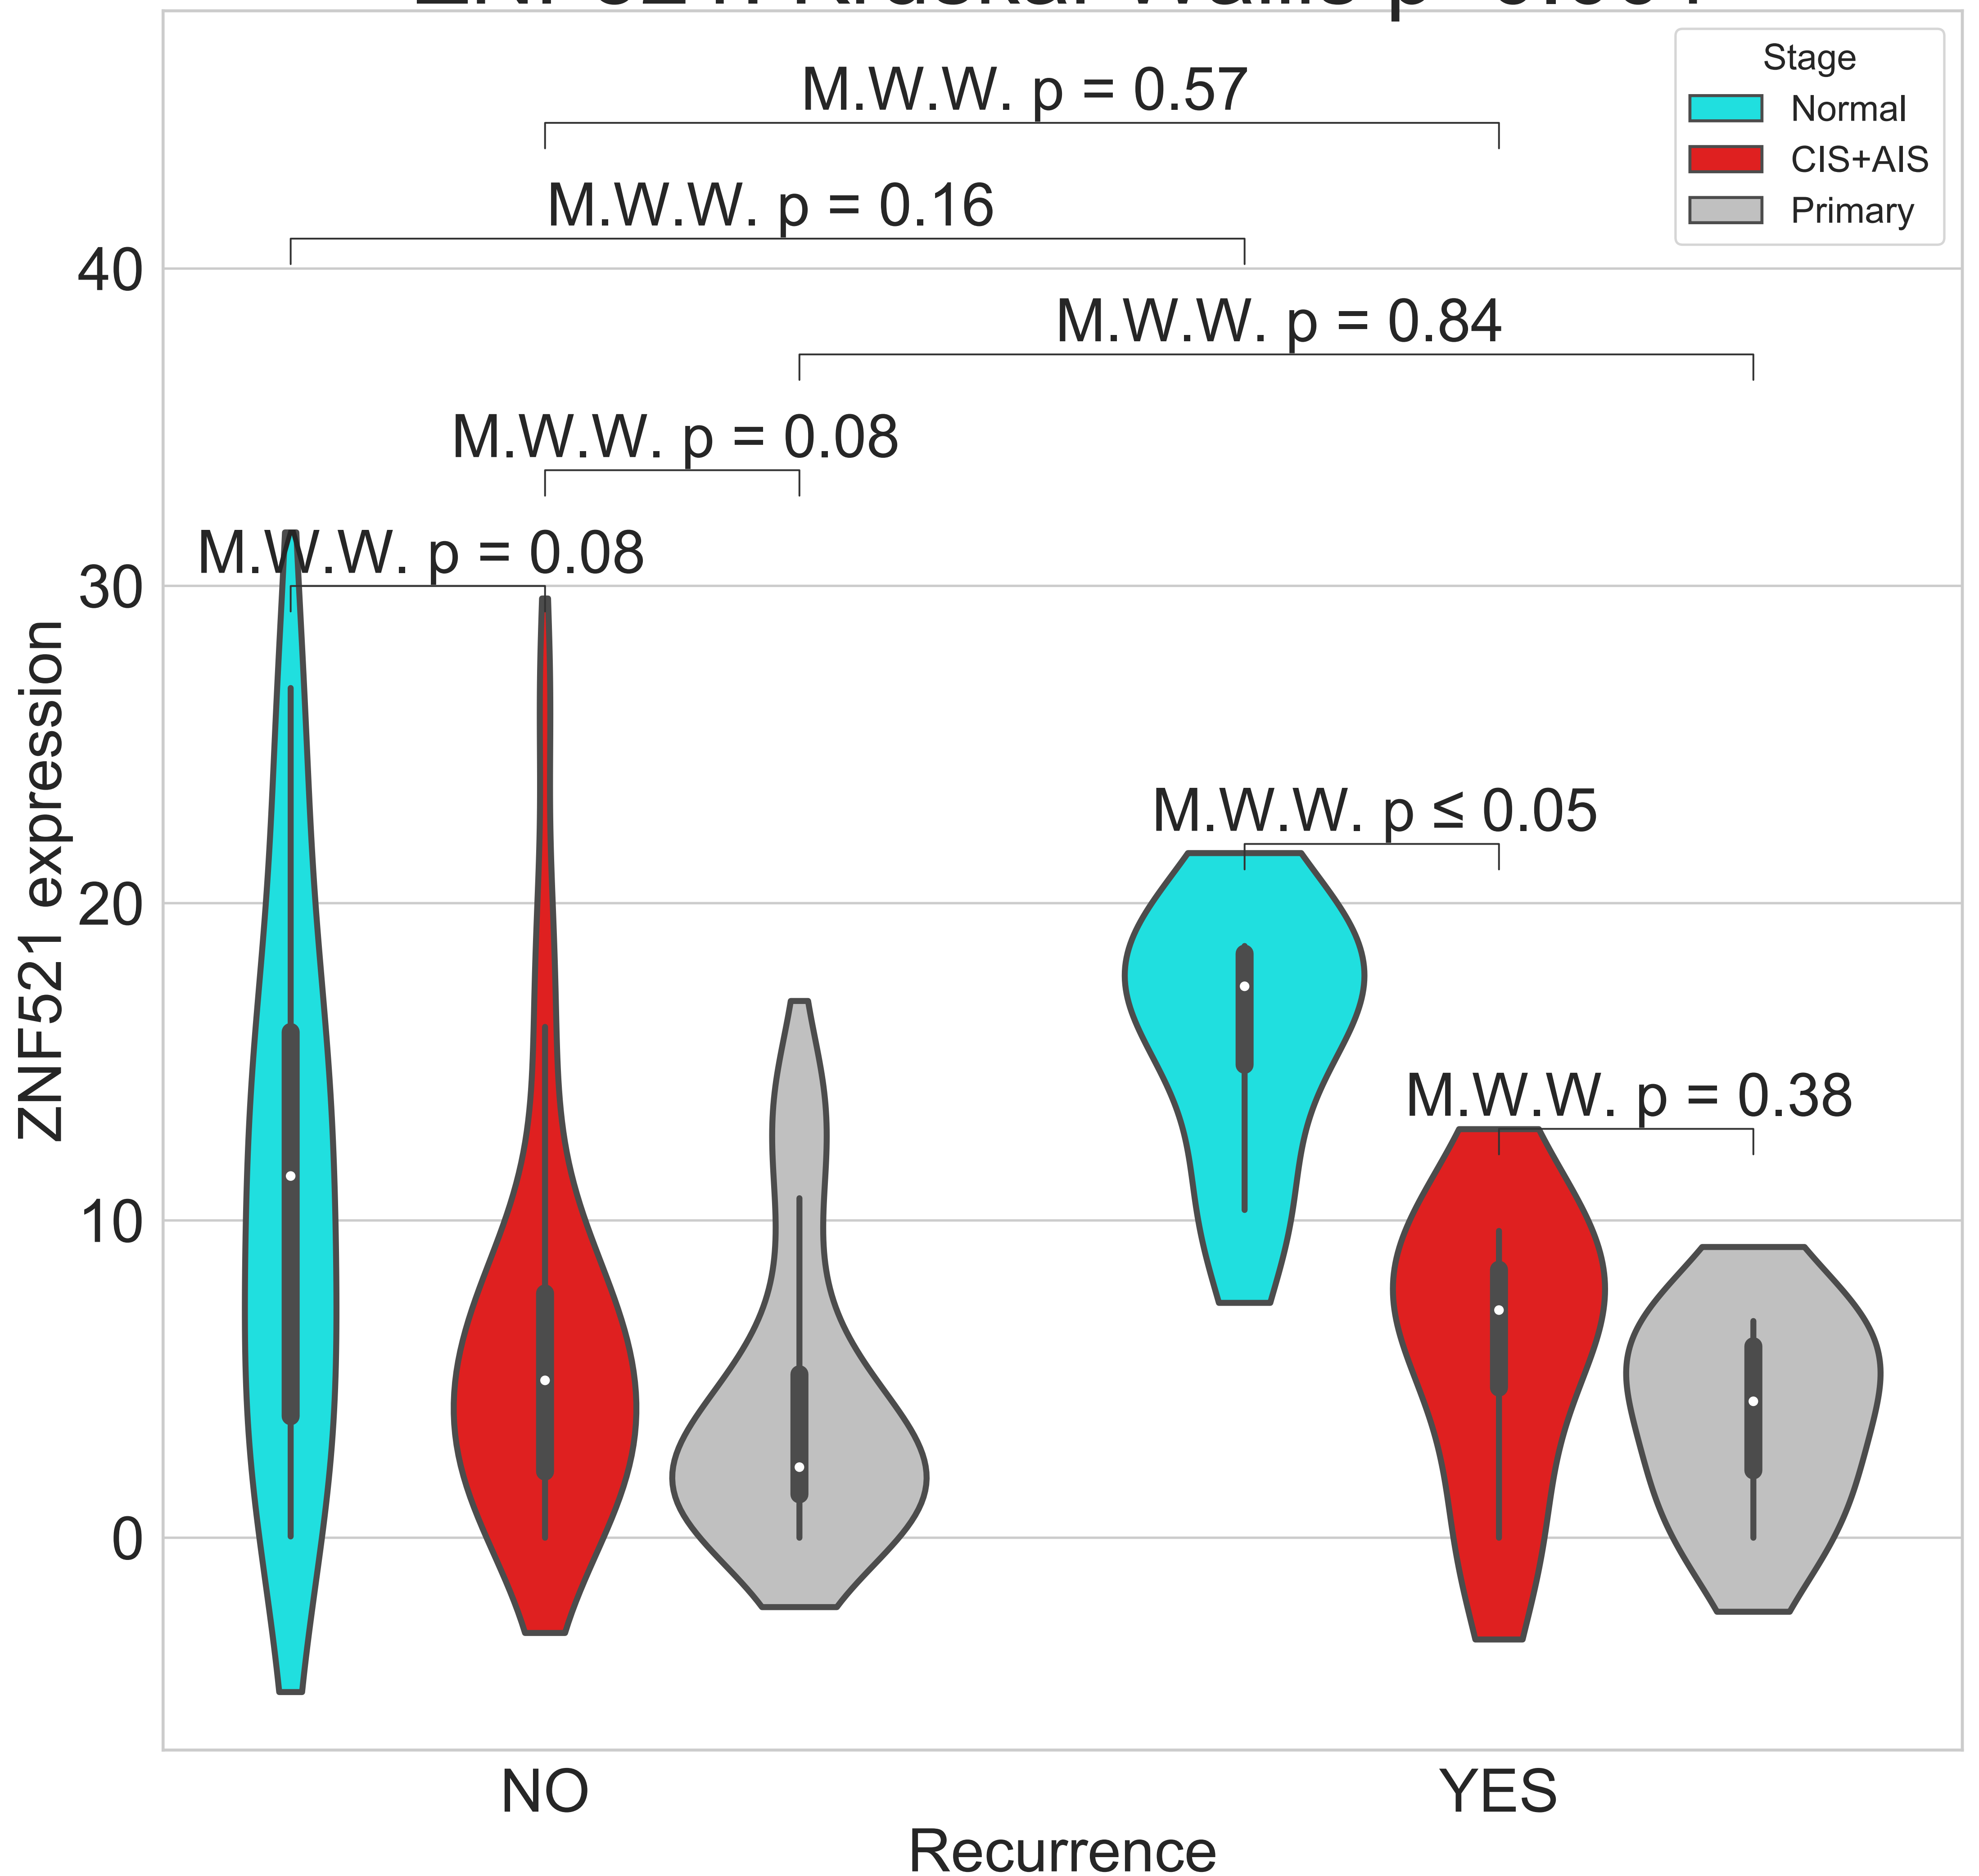 Stage
Normal
CIS+AIS
Primary
M.W.W. p = 0.57
M.W.W. p = 0.16
M.W.W. p = 0.84
M.W.W. p = 0.08
M.W.W. p = 0.08
M.W.W. p ≤ 0.05
M.W.W. p = 0.38
ZNF521 expression
40
30
20
10
0
NO
YES
Recurrence